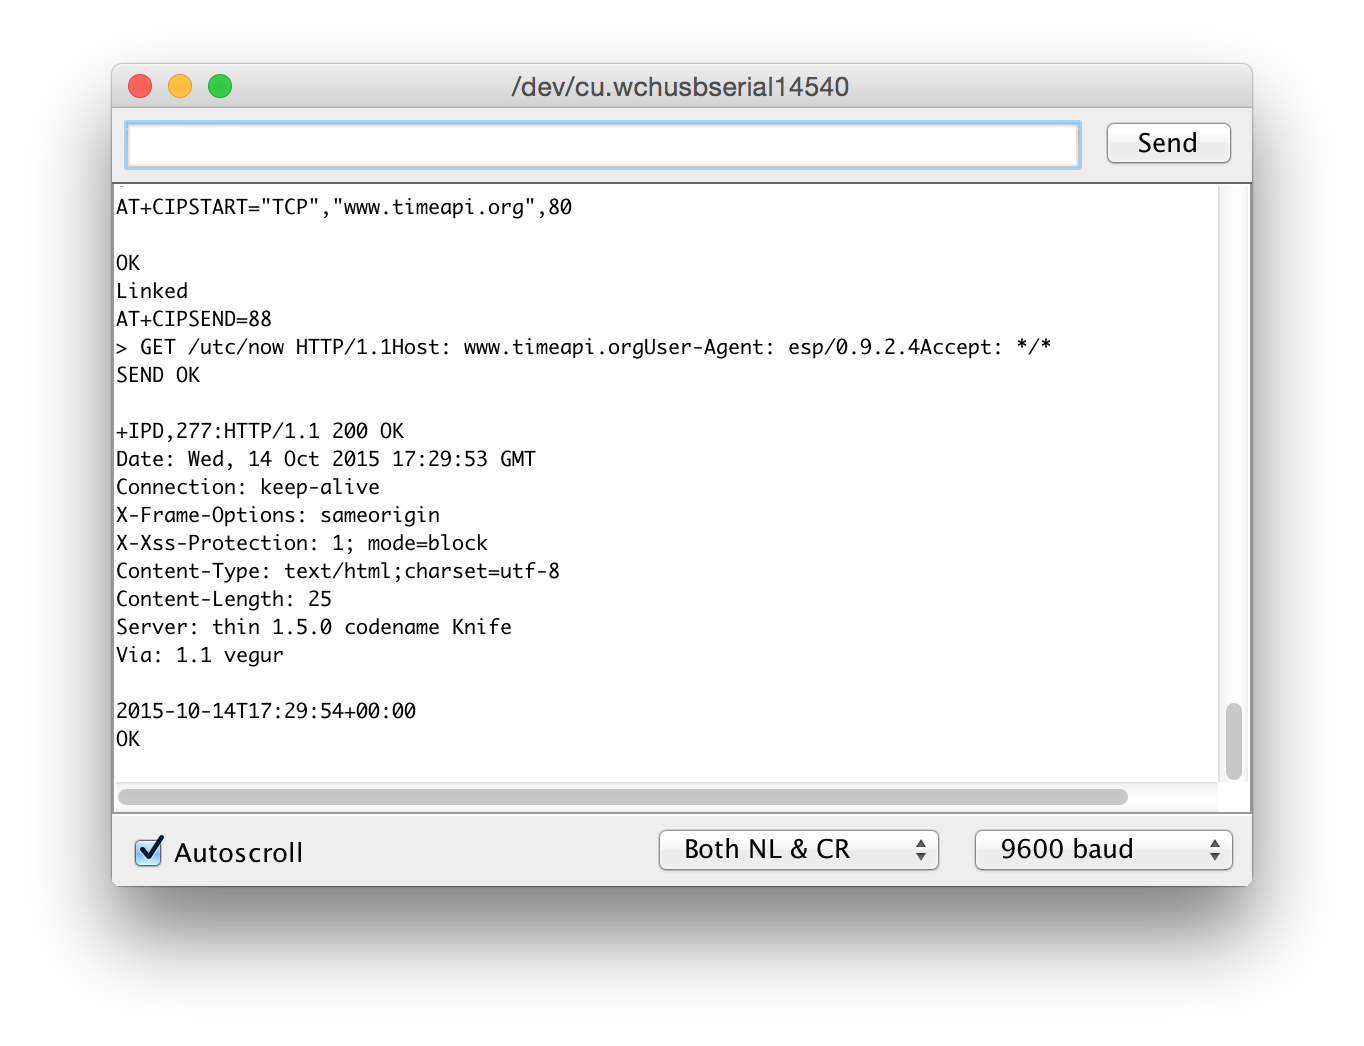 /dev/cu.wchusbserial14540
Send
AT+CIPSTART="TCP","www.timeapi.org",80
OK
Linked
AT+CIPSEND=88
> GET /utc/now HTTP/1.1Host: www.timeapi.orgUser-Agent: esp/0.9.2.4Accept: */*
SEND OK
+IPD,277:HTTP/1.1 200 OK
Date: Wed, 14 Oct 2015 17:29:53 GMT
Connection: keep-alive
X-Frame-Options: sameorigin
X-Xss-Protection: 1; mode=block
Content-Type: text/html;charset=utf-8
Content-Length: 25
Server: thin 1.5.0 codename Knife
Via: 1.1 vegur
2015-10-14T17:29:54+00:00
OK
Autoscroll
Both NL & CR
9600 baud